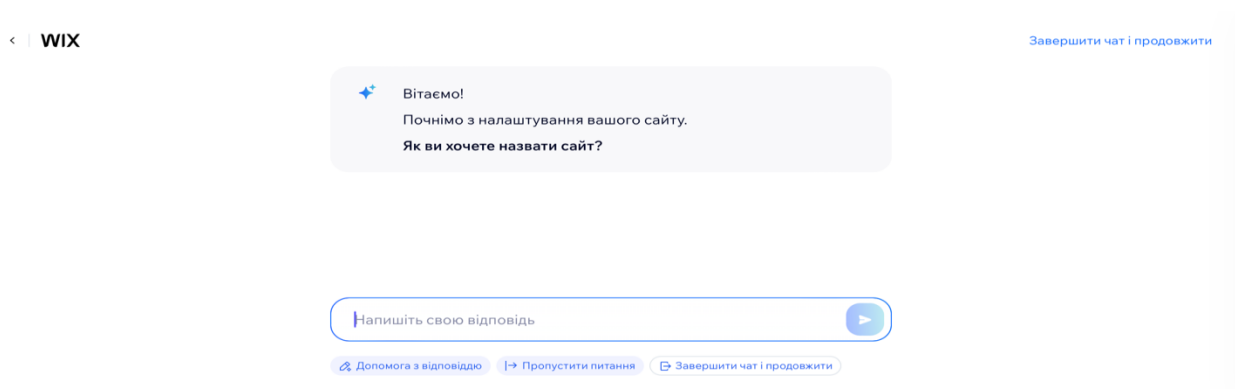 WIX
Завершити чат і продовжити
Вітаємо!
Почнімо з налаштування вашого сайту.
Як ви хочете назвати сайт?
Напишіть свою відповідь
Допомога з відповіддю Пропустити питання Завершити чат і продовжити